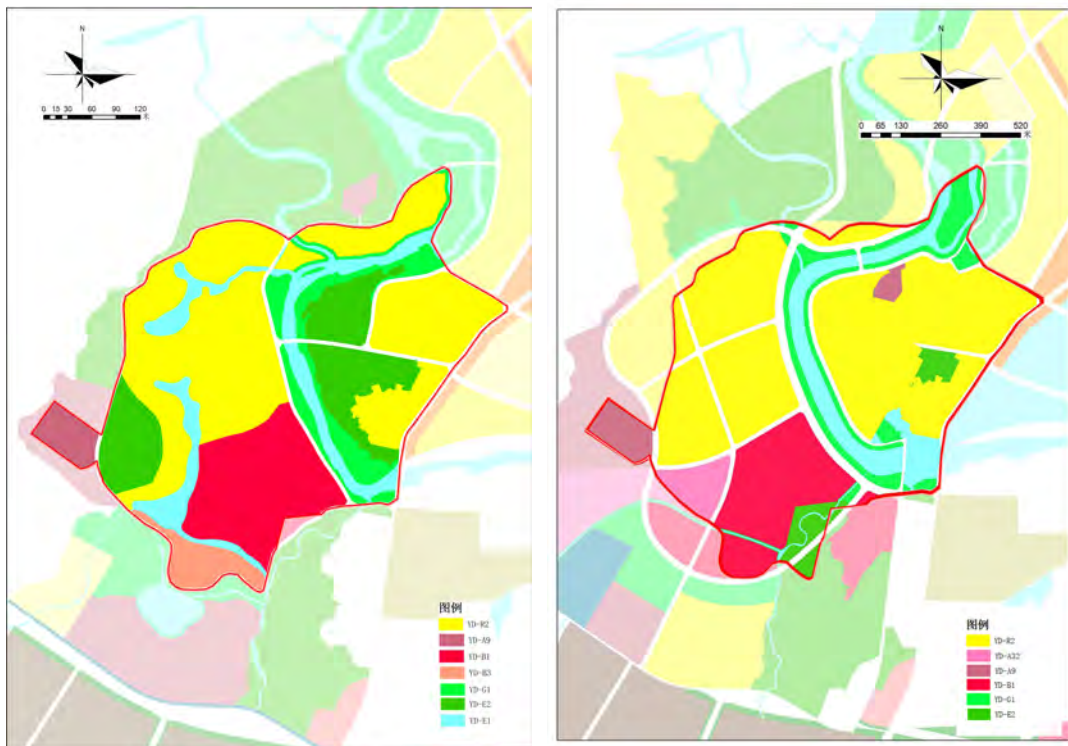 N
0 15 30 60 90 120
米
图例
YD-R2
YD-A9
YD-B1
YD-B3
YD-G1
YD-E2
YD-E1
N
0 65 130 260 390 520
米
图例
YD-R2
YD-A32
YD-A9
YD-B1
YD-G1
YD-E2